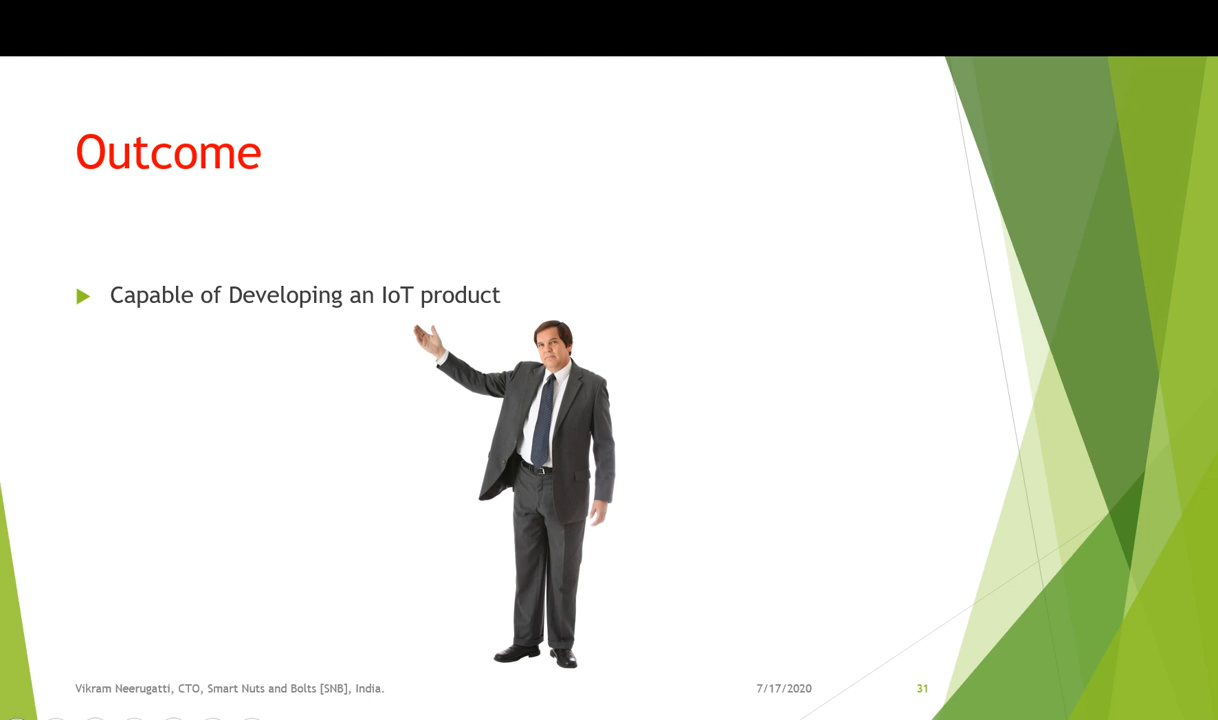 Outcome
Capable of Developing an IoT product
Vikram Neerugatti, CTO, Smart Nuts and Bolts [SNB], India.
7/17/2020
31